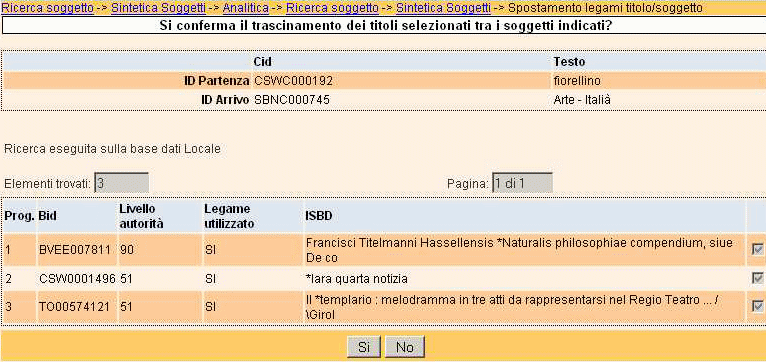 Ricerca soggetto -> Sintetica Soggetti -> Analitica -> Ricerca soggetto -> Sintetica Soggetti -> Spostamento legami titolo/soggetto
Si conferma il trascinamento dei titoli selezionati tra i soggetti indicati?
Cid Testo
ID Partenza CSWC000192 fiorellino
ID Arrivo SBNC000745 Arte - Italià
Ricerca eseguita sulla base dati Locale
Elementi trovati: 3 Pagina: 1 di 1
Prog. Bid Livello autorità Legame utilizzato ISBD
1 BVEE007811 90 SI Francisci Titelmanni Hassellensis *Naturalis philosophiae compendium, siue
De co
2 CSW0001496 51 SI *lara quarta notizia
3 TO00574121 51 SI Il *templario : melodramma in tre atti da rappresentarsi nel Regio Teatro ... /
\Girol
Si No